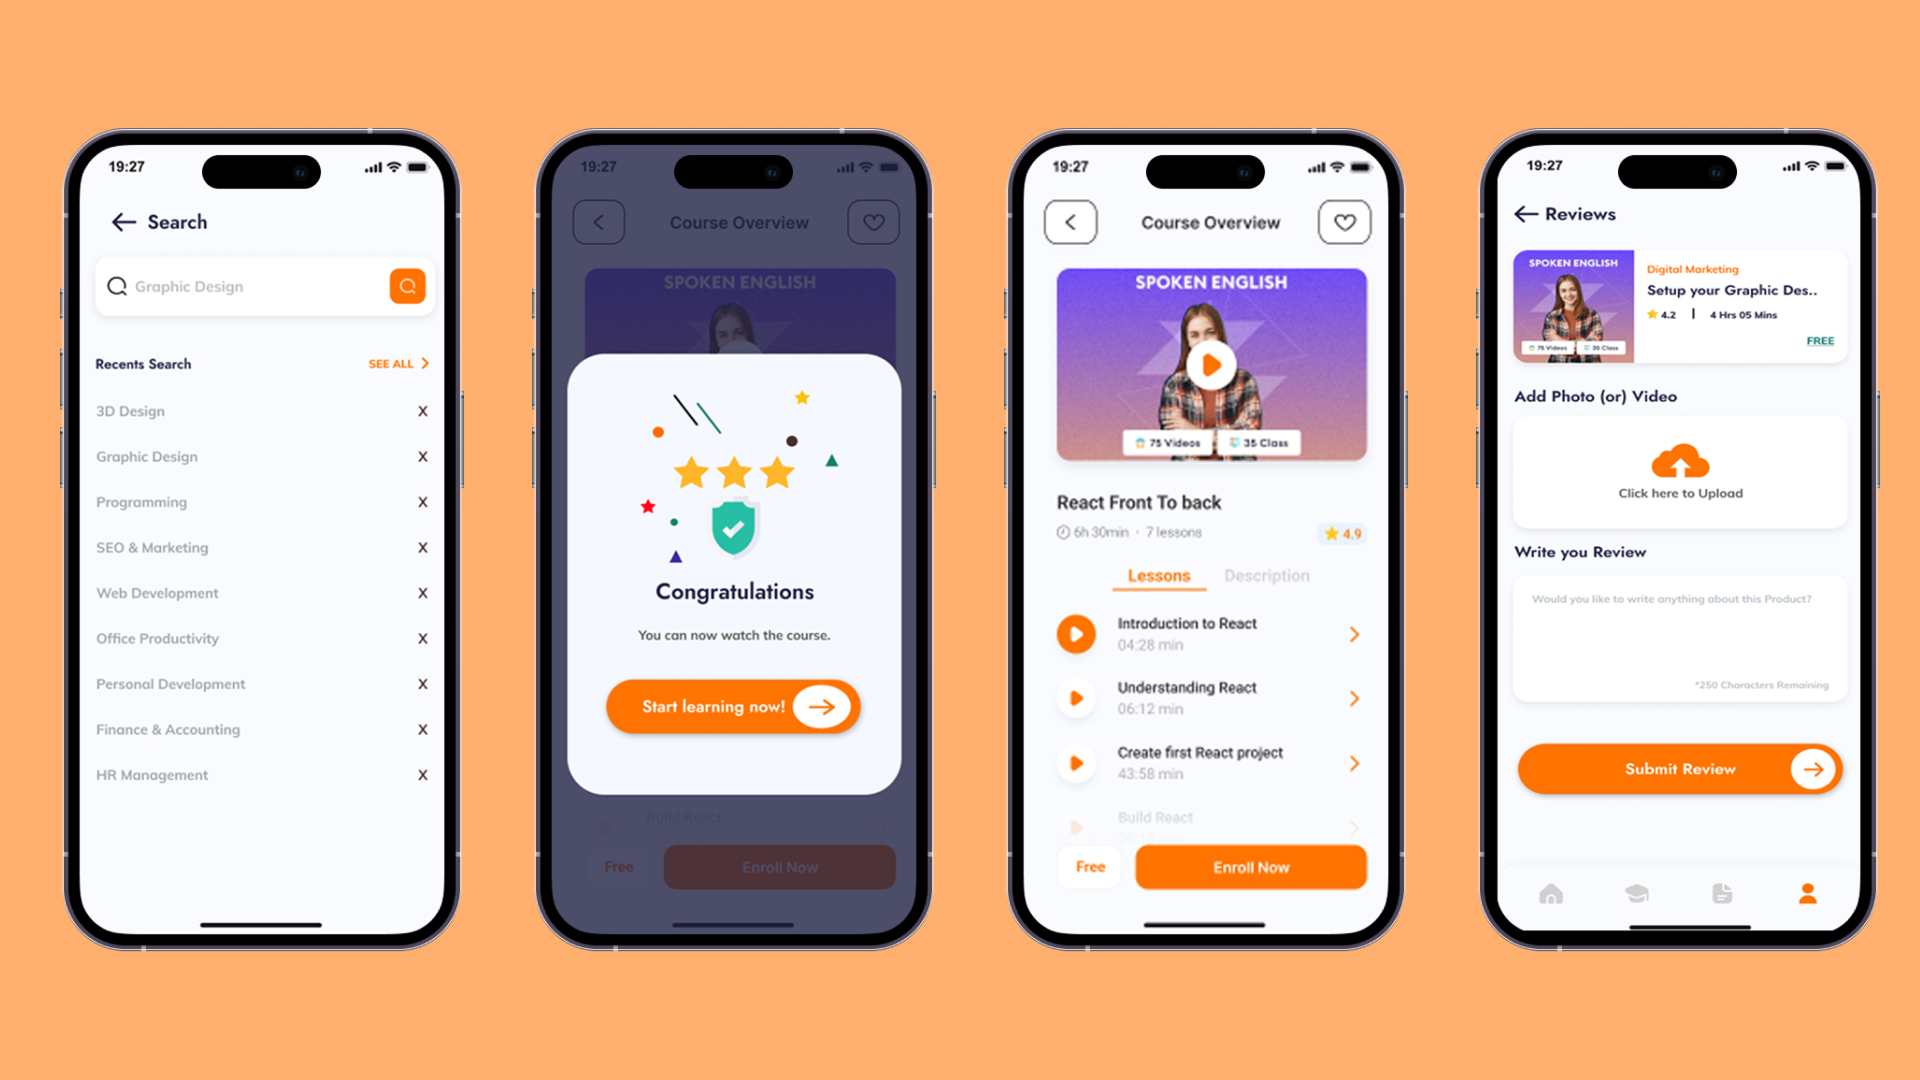 19:27
Search
Graphic Design
Recents Search
SEE ALL
3D Design X
Graphic Design X
Programming X
SEO & Marketing X
Web Development X
Office Productivity X
Personal Development X
Finance & Accounting X
HR Management X
19:27
Course Overview
SPOKEN ENGLISH
Congratulations
You can now watch the course.
Start learning now!
Build React
Free
Enroll Now
19:27
Course Overview
SPOKEN ENGLISH
75 Videos
35 Class
React Front To back
6h 30min · 7 lessons
4.9
Lessons
Description
Introduction to React
04:28 min
Understanding React
06:12 min
Create first React project
43:58 min
Build React
Free
Enroll Now
19:27
Reviews
SPOKEN ENGLISH
75 Videos
35 Class
Digital Marketing
Setup your Graphic Des..
4.2 | 4 Hrs 05 Mins
FREE
Add Photo (or) Video
Click here to Upload
Write you Review
Would you like to write anything about this Product?
*250 Characters Remaining
Submit Review